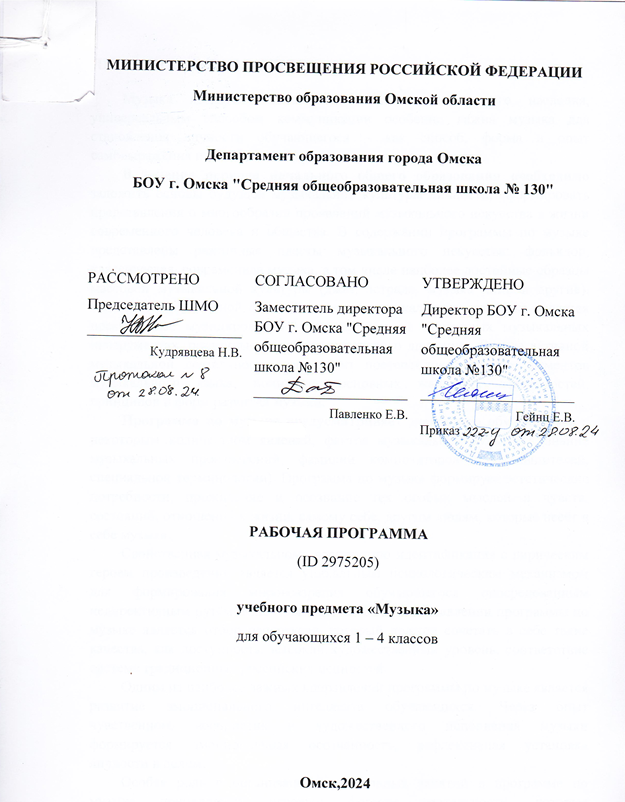 МИНИСТЕРСТВО ПРОСВЕЩЕНИЯ РОССИЙСКОЙ ФЕДЕРАЦИИ
Министерство образования Омской области
Департамент образования города Омска
БОУ г. Омска "Средняя общеобразовательная школа № 130"
РАССМОТРЕНО
Председатель ШМО
Кудрявцева Н.В.
Протокол № 8
от 28.08.24
СОГЛАСОВАНО
Заместитель директора
БОУ г. Омска "Средняя
общеобразовательная
школа №130"
Павленко Е.В.
УТВЕРЖДЕНО
Директор БОУ г. Омска
"Средняя
общеобразовательная
школа №130"
Гейнц Е.В.
Приказ 222-у от 29.08.24
РАБОЧАЯ ПРОГРАММА
(ID 2975205)
учебного предмета «Музыка»
для обучающихся 1 – 4 классов
Омск,2024